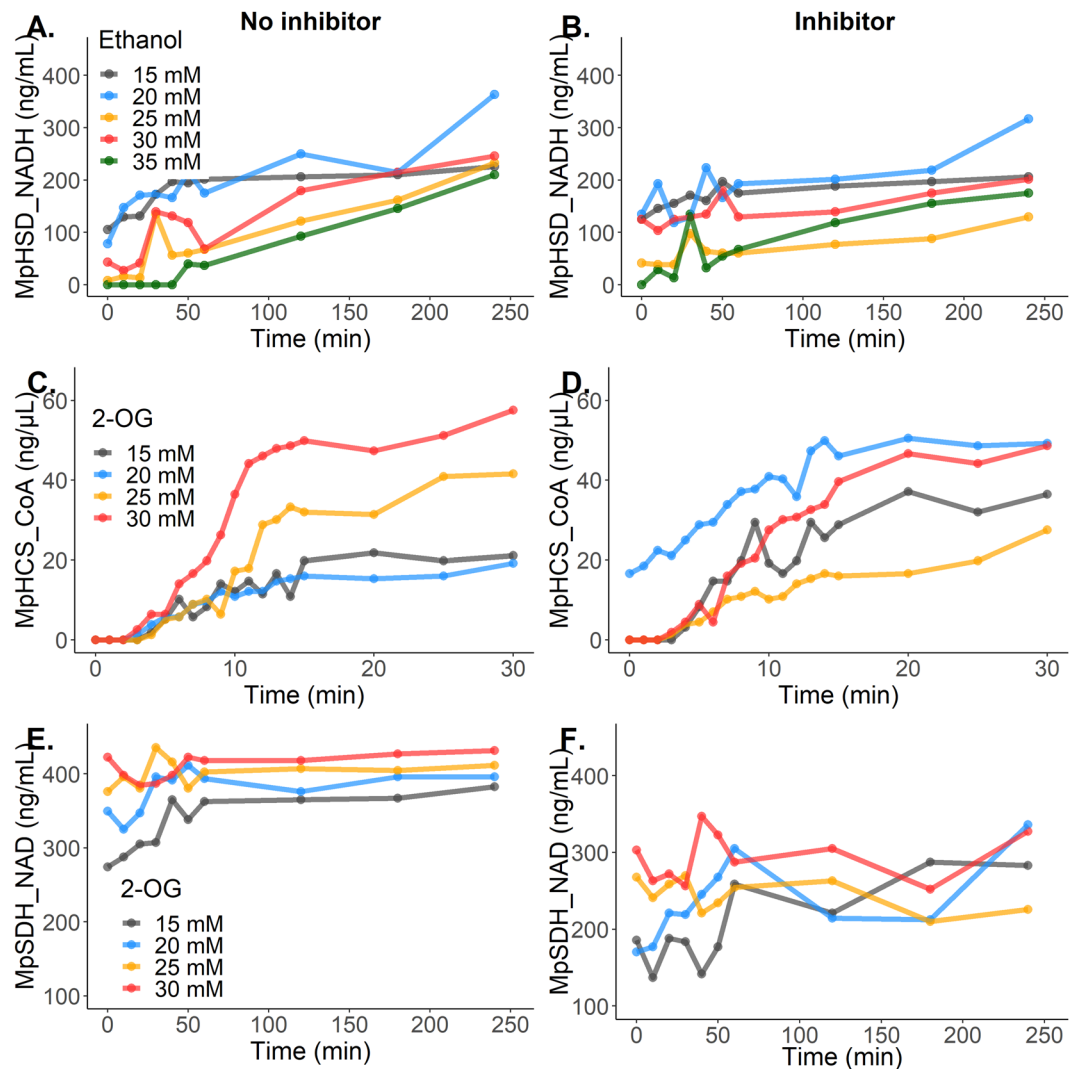 No inhibitor
Inhibitor
A.
MpHSD_NADH (ng/mL)
400
300
200
100
0
Ethanol
15 mM
20 mM
25 mM
30 mM
35 mM
0 50 100 150 200 250
Time (min)
B.
MpHSD_NADH (ng/mL)
400
300
200
100
0
0 50 100 150 200 250
Time (min)
C.
MpHCS_CoA (ng/μL)
60
40
20
0
2-OG
15 mM
20 mM
25 mM
30 mM
0 10 20 30
Time (min)
D.
MpHCS_CoA (ng/μL)
60
40
20
0
0 10 20 30
Time (min)
E.
MpSDH_NAD (ng/mL)
400
300
200
100
2-OG
15 mM
20 mM
25 mM
30 mM
0 50 100 150 200 250
Time (min)
F.
MpSDH_NAD (ng/mL)
400
300
200
100
0 50 100 150 200 250
Time (min)